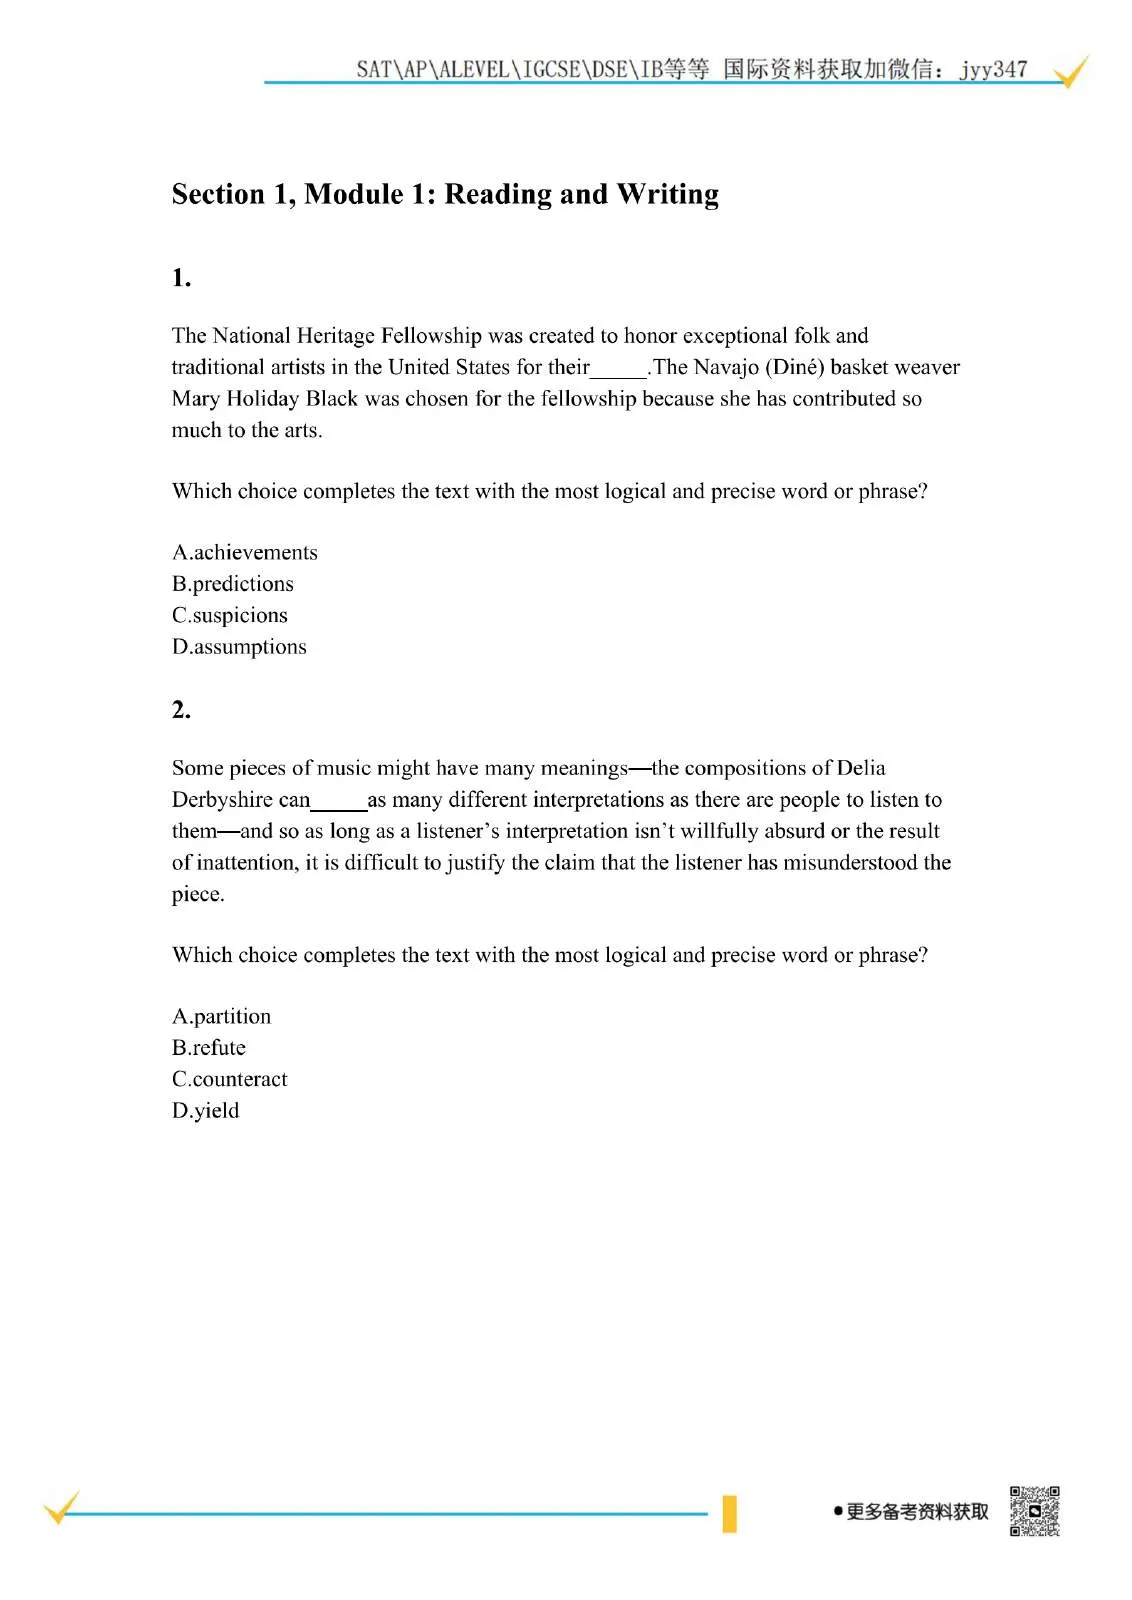 SAT\AP\ALEVEL\IGCSE\DSE\IB等等 国际资料获取加微信：jyy347
Section 1, Module 1: Reading and Writing
1.
The National Heritage Fellowship was created to honor exceptional folk and
traditional artists in the United States for their_____.The Navajo (Diné) basket weaver
Mary Holiday Black was chosen for the fellowship because she has contributed so
much to the arts.
Which choice completes the text with the most logical and precise word or phrase?
A.achievements
B.predictions
C.suspicions
D.assumptions
2.
Some pieces of music might have many meanings—the compositions of Delia
Derbyshire can_____as many different interpretations as there are people to listen to
them—and so as long as a listener’s interpretation isn’t willfully absurd or the result
of inattention, it is difficult to justify the claim that the listener has misunderstood the
piece.
Which choice completes the text with the most logical and precise word or phrase?
A.partition
B.refute
C.counteract
D.yield
•更多备考资料获取